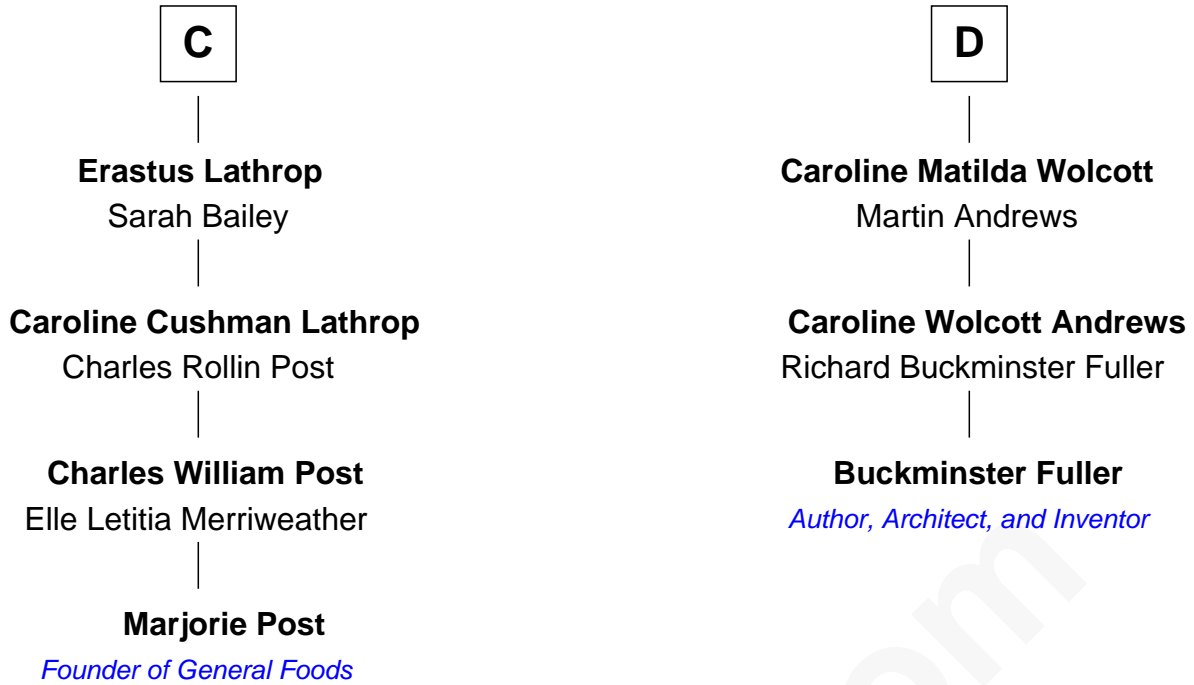 C
Erastus Lathrop
Sarah Bailey
Caroline Cushman Lathrop
Charles Rollin Post
Charles William Post
Elle Letitia Merriweather
Marjorie Post
Founder of General Foods
D
Caroline Matilda Wolcott
Martin Andrews
Caroline Wolcott Andrews
Richard Buckminster Fuller
Buckminster Fuller
Author, Architect, and Inventor
om